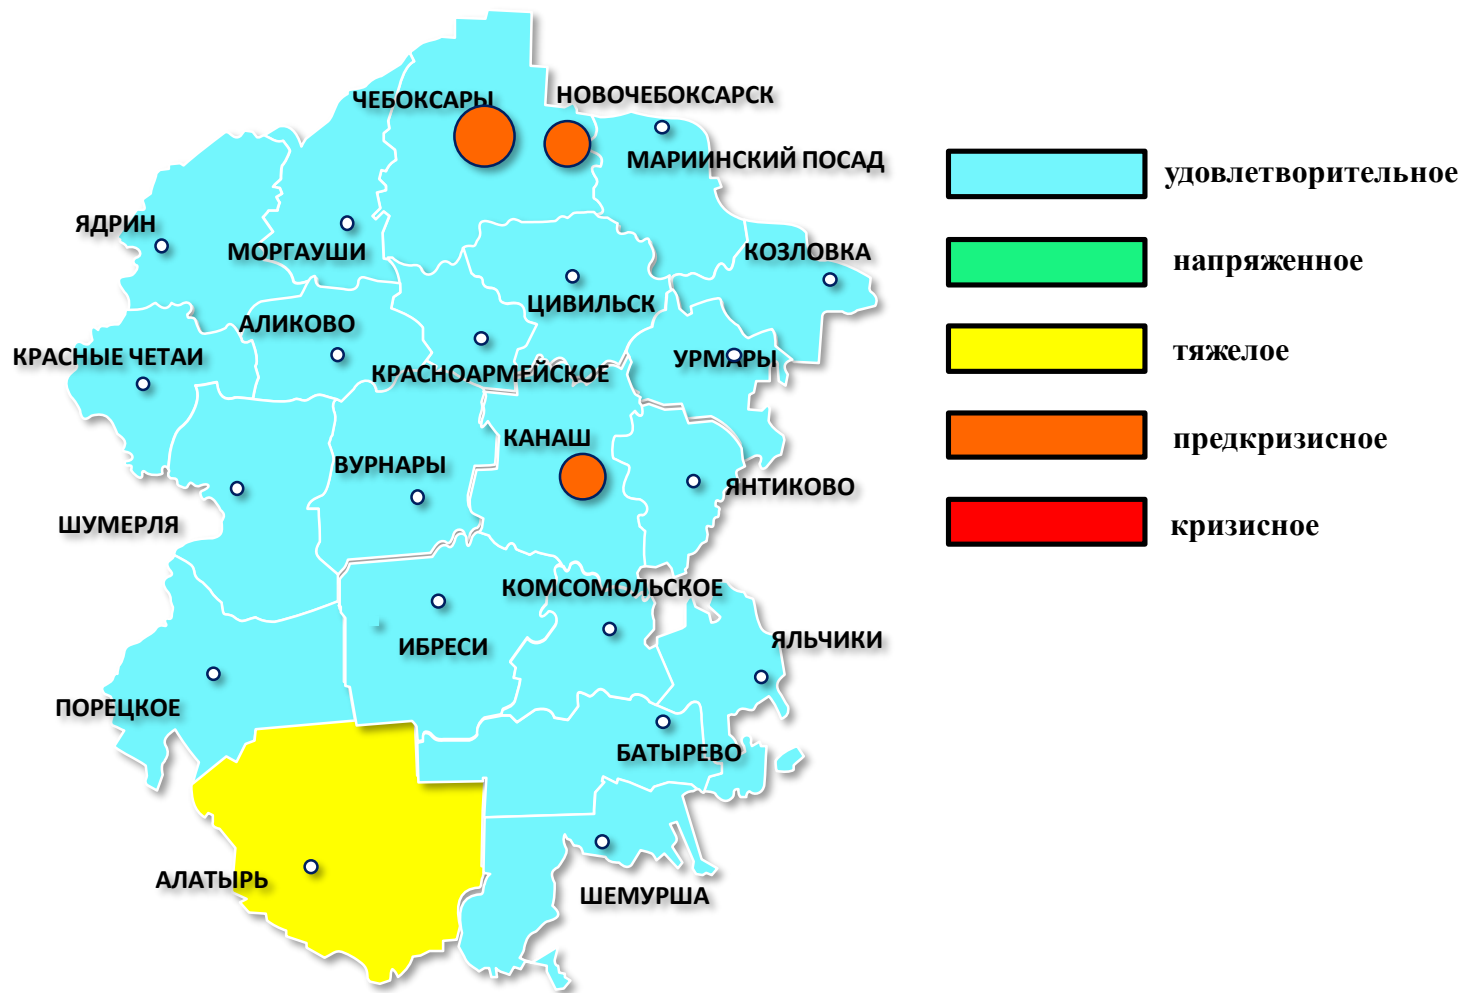 ЧЕБОКСАРЫ
НОВОЧЕБОКСАРСК
МАРИИНСКИЙ ПОСАД
ЯДРИН
МОРГАУШИ
КОЗЛОВКА
ЦИВИЛЬСК
АЛИКОВО
КРАСНЫЕ ЧЕТАИ
КРАСНОАРМЕЙСКОЕ
УРМАРЫ
КАНАШ
ВУРНАРЫ
ЯНТИКОВО
ШУМЕРЛЯ
КОМСОМОЛЬСКОЕ
ИБРЕСИ
ЯЛЬЧИКИ
ПОРЕЦКОЕ
БАТЫРЕВО
АЛАТЫРЬ
ШЕМУРША
удовлетворительное
напряженное
тяжелое
предкризисное
кризисное